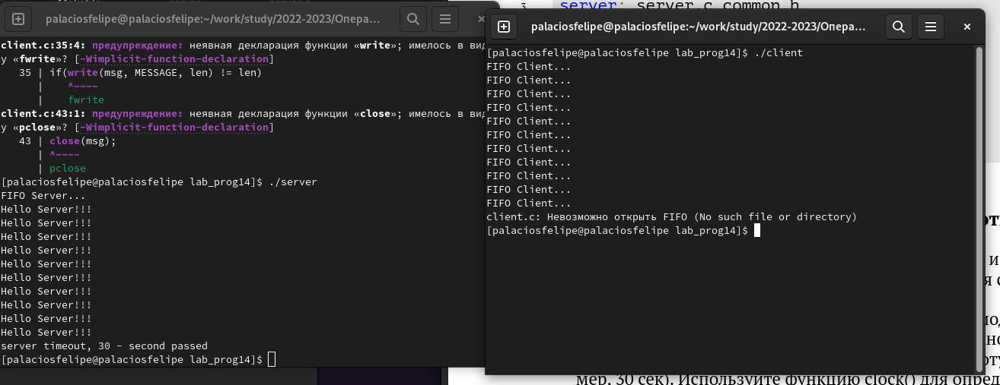 server: server.c common.h
3
palaciosfelipe@palaciosfelipe:~/work/study/2022-2023/Опера...
client.c:35:4: предупреждение: неявная декларация функции «write»; имелось в вид
у «fwrite»? [-Wimplicit-function-declaration]
35 | if(write(msg, MESSAGE, len) != len)
| ^~~~~
| fwrite
client.c:43:1: предупреждение: неявная декларация функции «close»; имелось в вид
у «pclose»? [-Wimplicit-function-declaration]
43 | close(msg);
| ^~~~~
| pclose
[palaciosfelipe@palaciosfelipe lab_prog14]$ ./server
FIFO Server...
Hello Server!!!
Hello Server!!!
Hello Server!!!
Hello Server!!!
Hello Server!!!
Hello Server!!!
Hello Server!!!
Hello Server!!!
Hello Server!!!
Hello Server!!!
server timeout, 30 - second passed
[palaciosfelipe@palaciosfelipe lab_prog14]$
palaciosfelipe@palaciosfelipe:~/work/study/2022-2023/Опера...
[palaciosfelipe@palaciosfelipe lab_prog14]$ ./client
FIFO Client...
FIFO Client...
FIFO Client...
FIFO Client...
FIFO Client...
FIFO Client...
FIFO Client...
FIFO Client...
FIFO Client...
FIFO Client...
FIFO Client...
client.c: Невозможно открыть FIFO (No such file or directory)
[palaciosfelipe@palaciosfelipe lab_prog14]$
мер, 30 сек). Используйте функцию clock() для опред